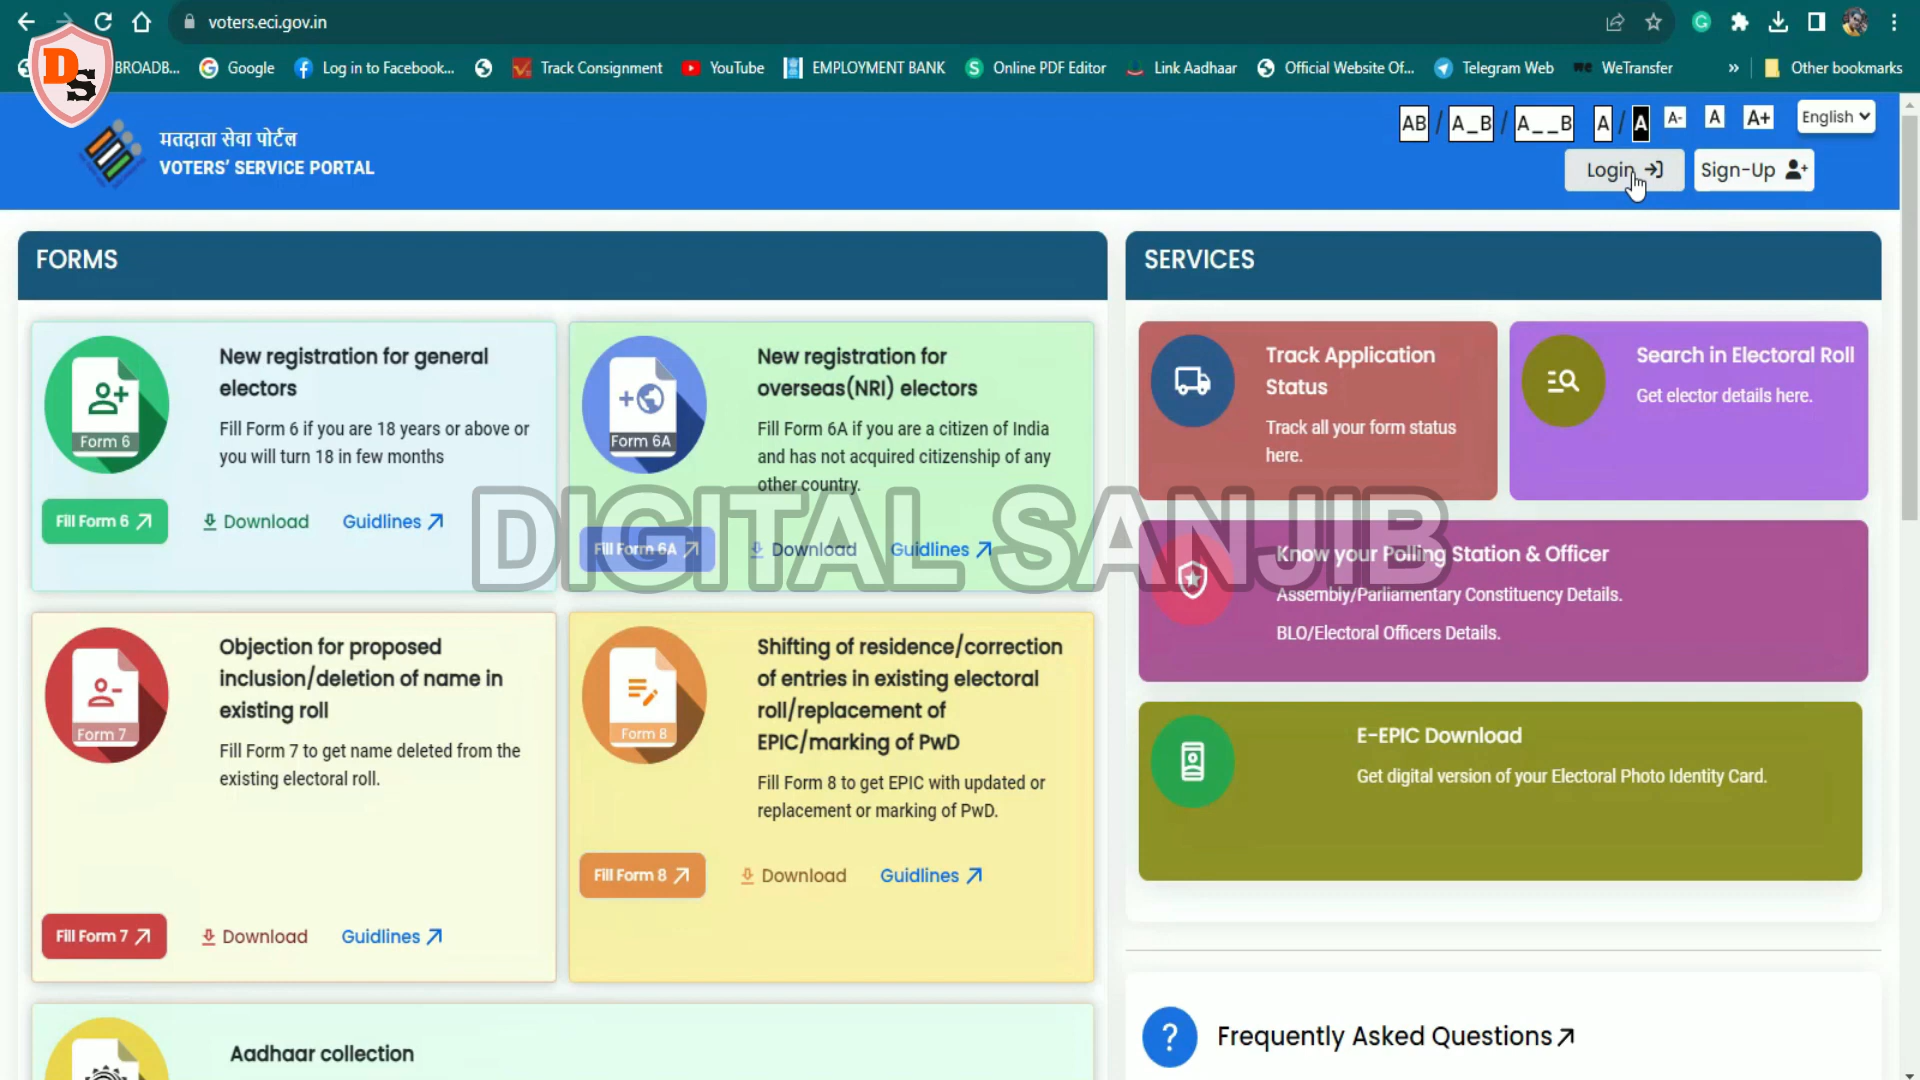 voters.eci.gov.in
BROADB...
Google
Log in to Facebook...
Track Consignment
YouTube
EMPLOYMENT BANK
Online PDF Editor
Link Aadhaar
Official Website Of...
Telegram Web
WeTransfer
»
Other bookmarks
DS
मतदाता सेवा पोर्टल
VOTERS’ SERVICE PORTAL
AB / A_B / A__B A / A A- A A+ English
Login
Sign-Up
FORMS
New registration for general
electors
Fill Form 6 if you are 18 years or above or
you will turn 18 in few months
Form 6
Fill Form 6
Download
Guidlines
New registration for
overseas(NRI) electors
Fill Form 6A if you are a citizen of India
and has not acquired citizenship of any
other country.
Form 6A
Fill Form 6A
Download
Guidlines
Objection for proposed
inclusion/deletion of name in
existing roll
Fill Form 7 to get name deleted from the
existing electoral roll.
Form 7
Fill Form 7
Download
Guidlines
Shifting of residence/correction
of entries in existing electoral
roll/replacement of
EPIC/marking of PwD
Fill Form 8 to get EPIC with updated or
replacement or marking of PwD.
Form 8
Fill Form 8
Download
Guidlines
Aadhaar collection
SERVICES
Track Application
Status
Track all your form status
here.
Search in Electoral Roll
Get elector details here.
Know your Polling Station & Officer
Assembly/Parliamentary Constituency Details.
BLO/Electoral Officers Details.
E-EPIC Download
Get digital version of your Electoral Photo Identity Card.
? Frequently Asked Questions
DIGITAL SANJIB